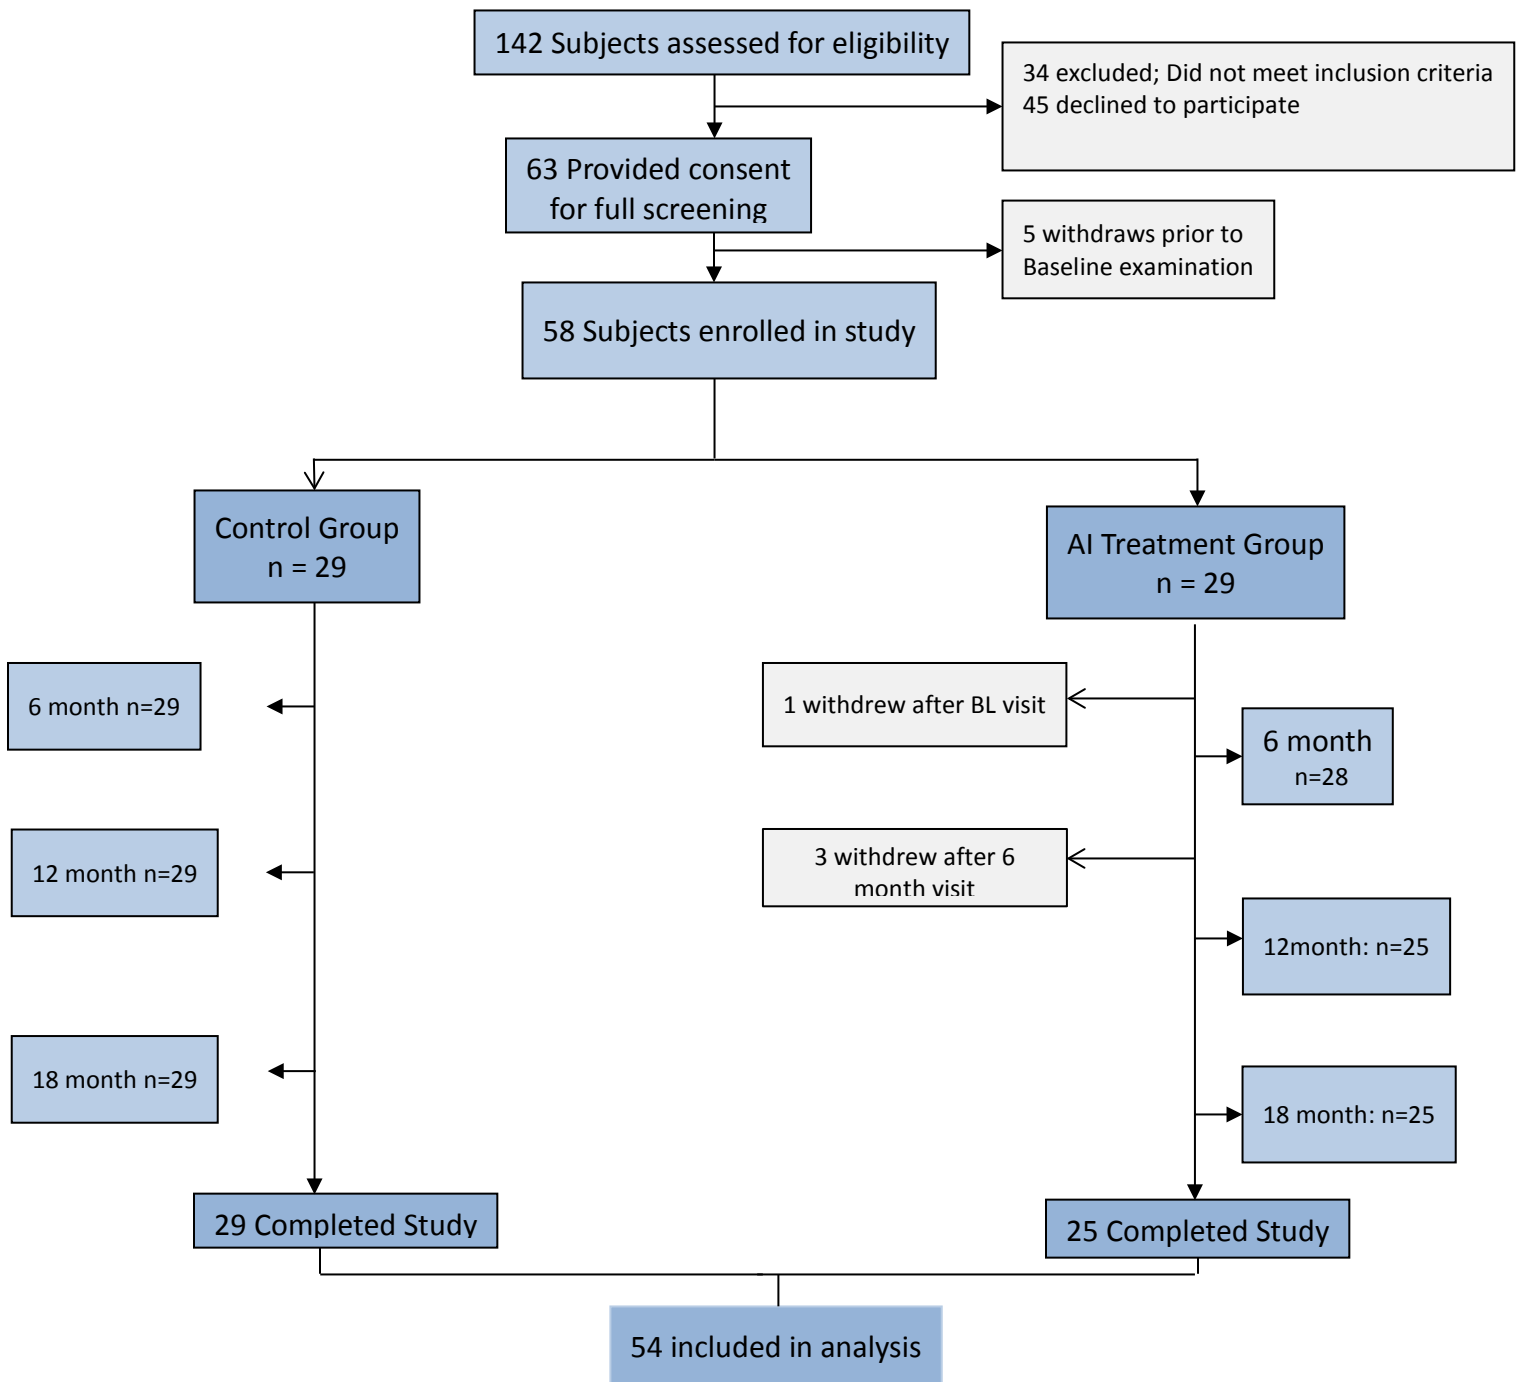 142 Subjects assessed for eligibility
34 excluded; Did not meet inclusion criteria
45 declined to participate
63 Provided consent
for full screening
5 withdraws prior to
Baseline examination
58 Subjects enrolled in study
Control Group
n = 29
AI Treatment Group
n = 29
6 month n=29
1 withdrew after BL visit
6 month
n=28
12 month n=29
3 withdrew after 6
month visit
12month: n=25
18 month n=29
18 month: n=25
29 Completed Study
25 Completed Study
54 included in analysis